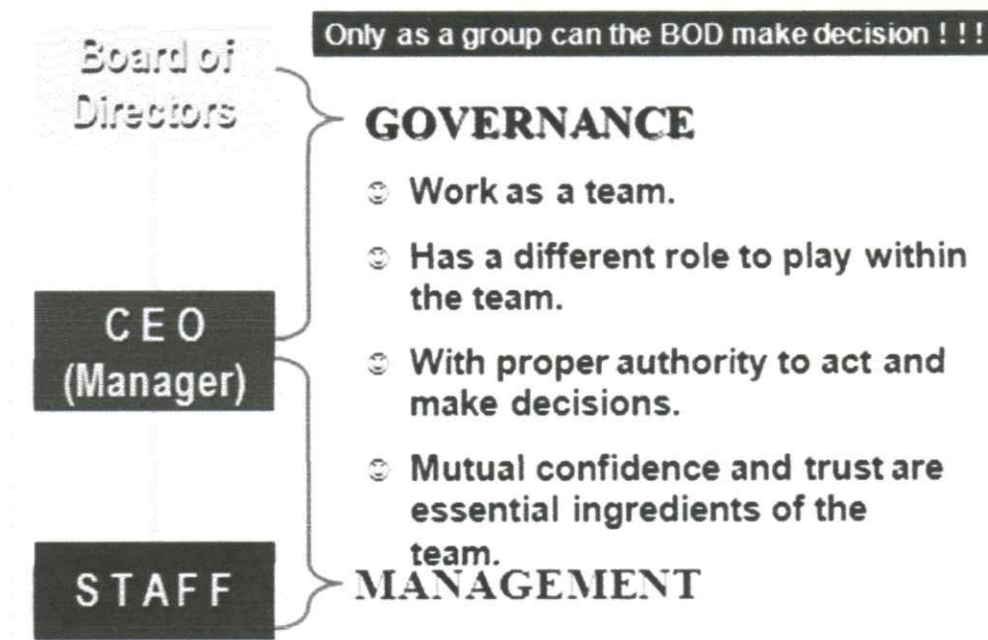 Only as a group can the BOD make decision ! ! !
Board of
Directors
GOVERNANCE
Work as a team.
Has a different role to play within
the team.
C E O
(Manager)
With proper authority to act and
make decisions.
Mutual confidence and trust are
essential ingredients of the
team.
S T A F F
MANAGEMENT